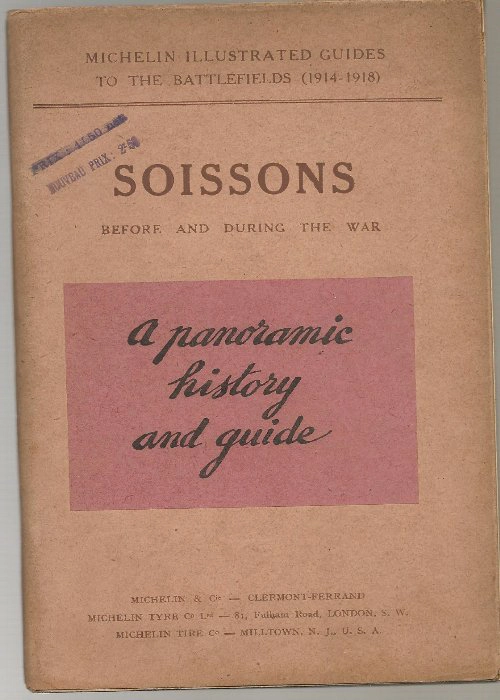 MICHELIN ILLUSTRATED GUIDES
TO THE BATTLEFIELDS (1914-1918)
NOUVEAU PRIX: 2f50
SOISSONS
BEFORE AND DURING THE WAR
a panoramic
history
and guide
MICHELIN & Cie — CLERMONT-FERRAND
MICHELIN TYRE Co Ltd — 81, Fulham Road, LONDON, S. W.
MICHELIN TIRE Co — MILLTOWN, N. J., U. S. A.